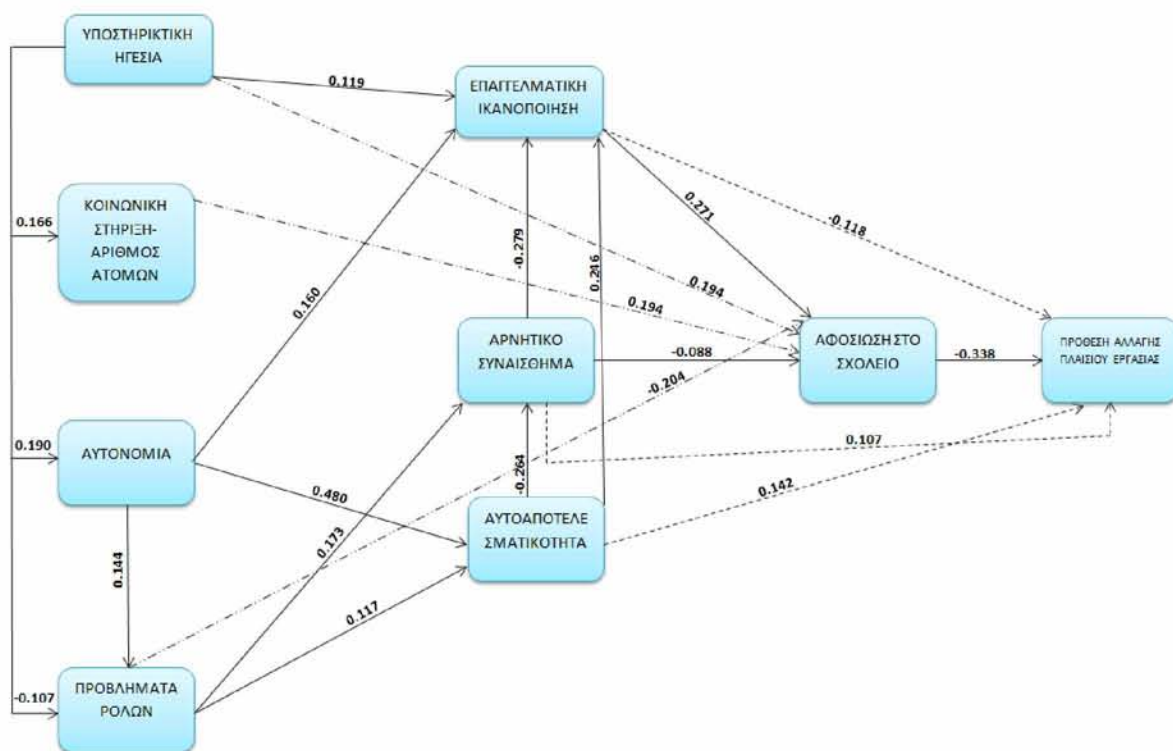 ΥΠΟΣΤΗΡΙΚΤΙΚΗ
ΗΓΕΣΙΑ
0.119
ΕΠΑΓΓΕΛΜΑΤΙΚΗ
ΙΚΑΝΟΠΟΙΗΣΗ
ΚΟΙΝΩΝΙΚΗ
ΣΤΗΡΙΞΗ-
ΑΡΙΘΜΟΣ
ΑΤΟΜΩΝ
0.166
0.271
-0.118
-0.279
0.246
0.160
0.194
0.194
ΑΡΝΗΤΙΚΟ
ΣΥΝΑΙΣΘΗΜΑ
-0.088
ΑΦΟΣΙΩΣΗ ΣΤΟ
ΣΧΟΛΕΙΟ
-0.338
ΠΡΟΘΕΣΗ ΑΛΛΑΓΗΣ
ΠΛΑΙΣΙΟΥ ΕΡΓΑΣΙΑΣ
-0.204
0.190
ΑΥΤΟΝΟΜΙΑ
0.107
0.480
-0.264
0.142
ΑΥΤΟΑΠΟΤΕΛΕ
ΣΜΑΤΙΚΟΤΗΤΑ
0.173
0.144
0.117
-0.107
ΠΡΟΒΛΗΜΑΤΑ
ΡΟΛΩΝ